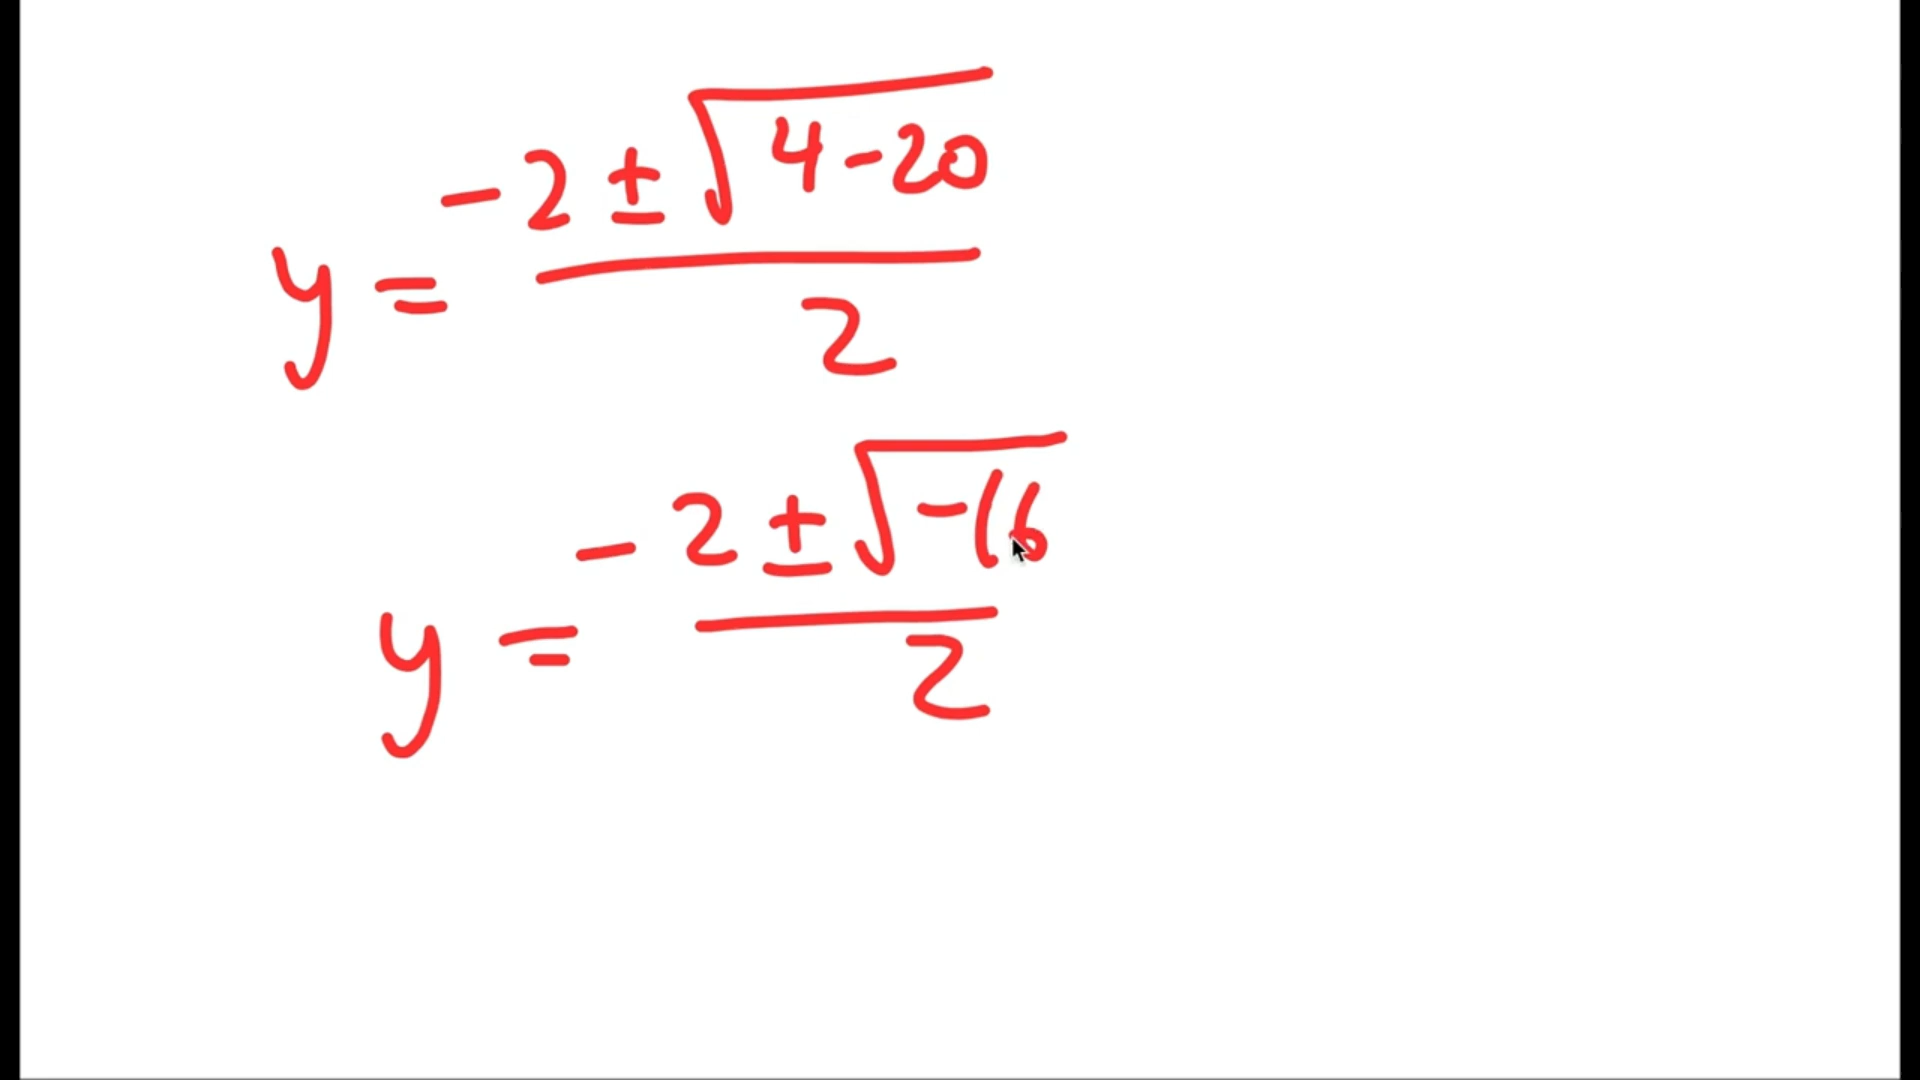 y = (-2 ± √(4-20)) / 2
y = (-2 ± √(-16)) / 2